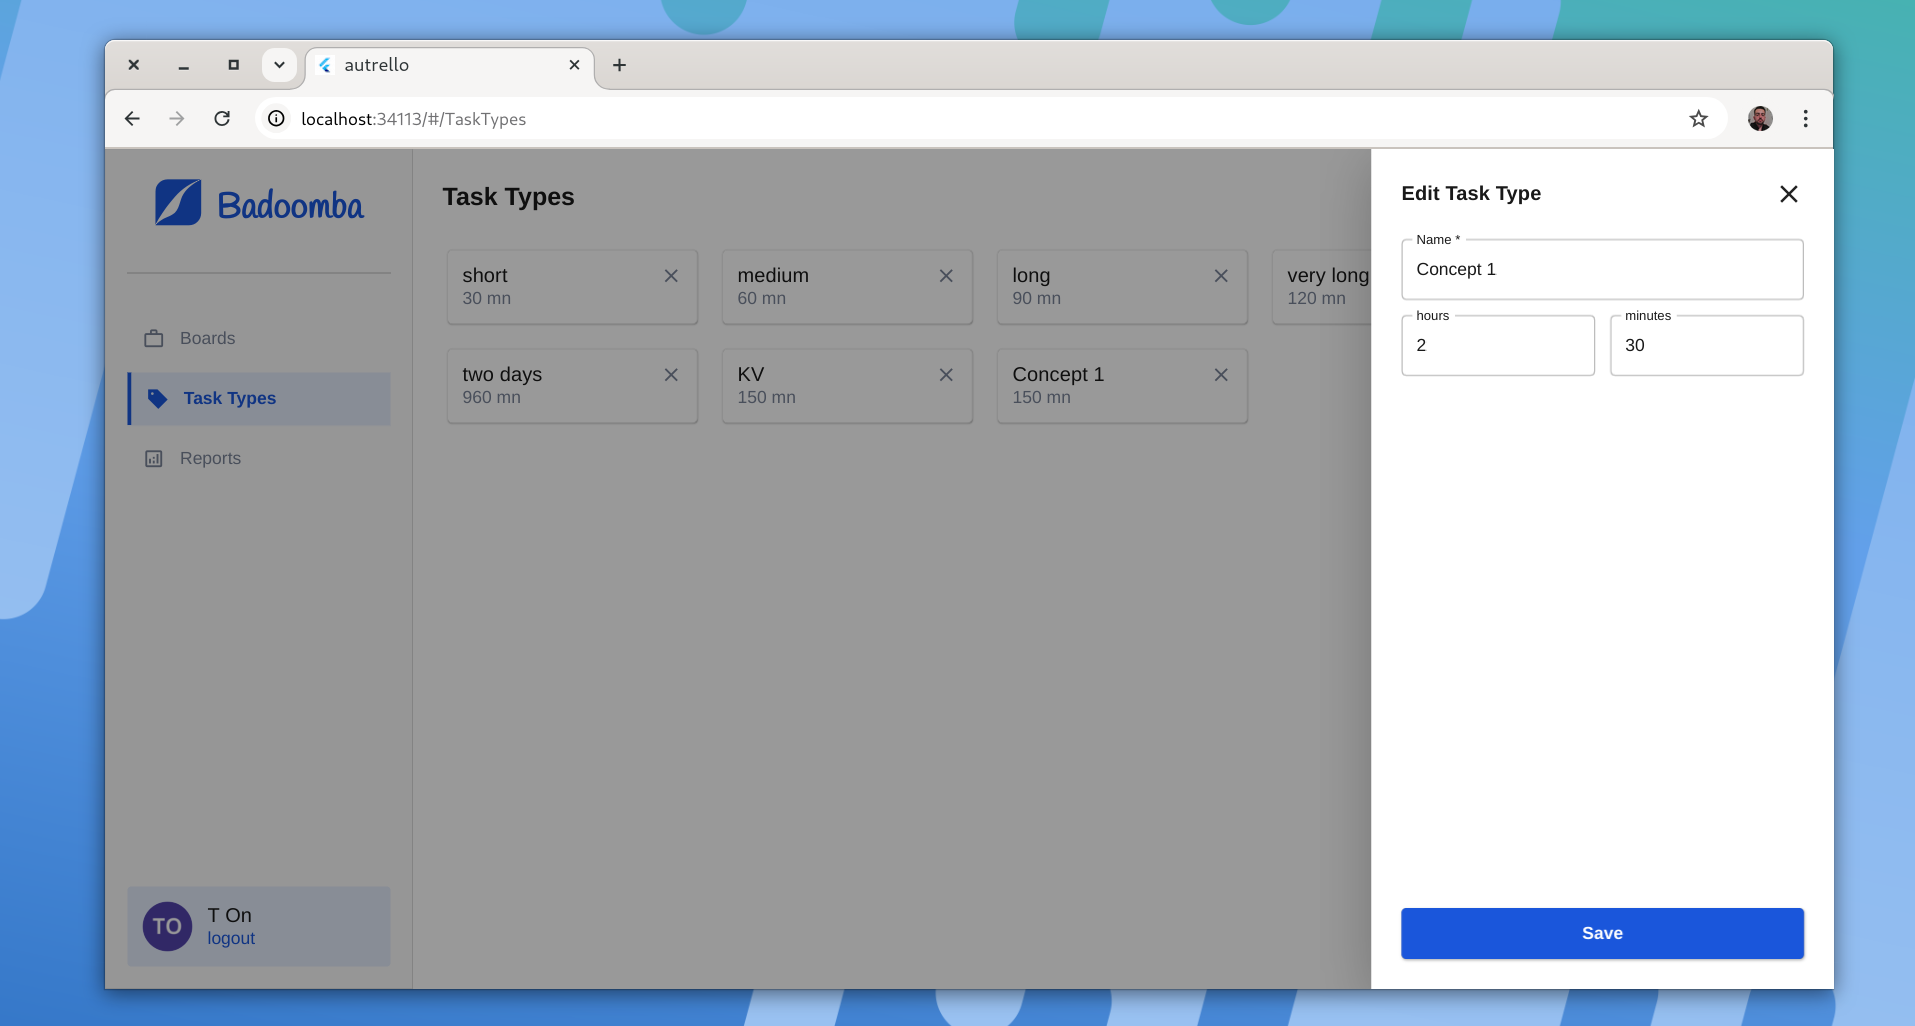 autrello
localhost:34113/#/TaskTypes
Badoomba
Boards
Task Types
Reports
TO
T On
logout
Task Types
short
30 mn
medium
60 mn
long
90 mn
very long
120 mn
two days
960 mn
KV
150 mn
Concept 1
150 mn
Edit Task Type
Name *
Concept 1
hours
2
minutes
30
Save